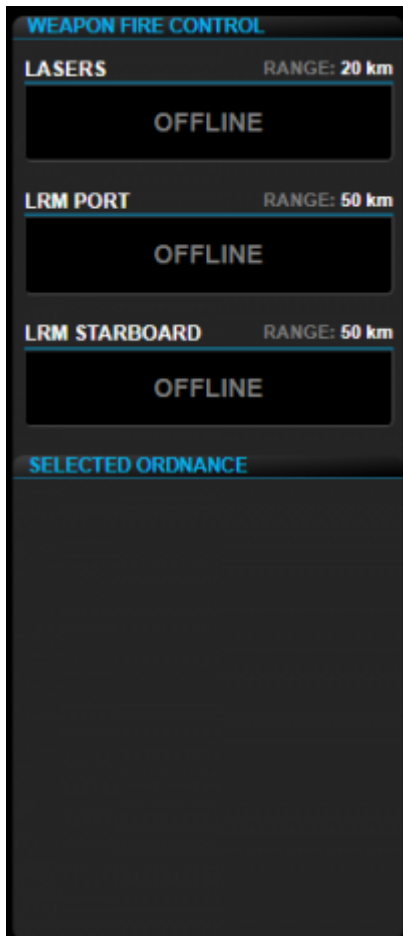 WEAPON FIRE CONTROL
LASERS RANGE: 20 km
OFFLINE
LRM PORT RANGE: 50 km
OFFLINE
LRM STARBOARD RANGE: 50 km
OFFLINE
SELECTED ORDNANCE